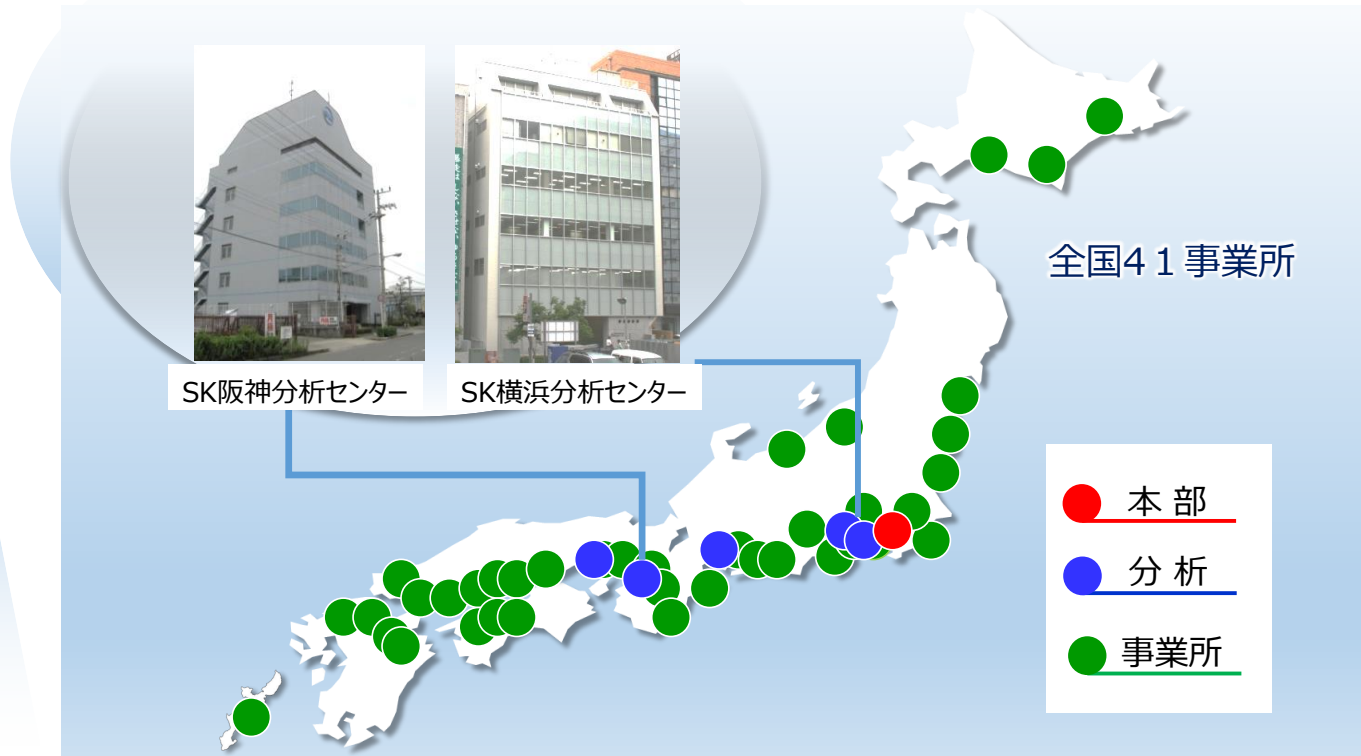 SK阪神分析センター
SK横浜分析センター
全国41事業所
本 部
分 析
事業所